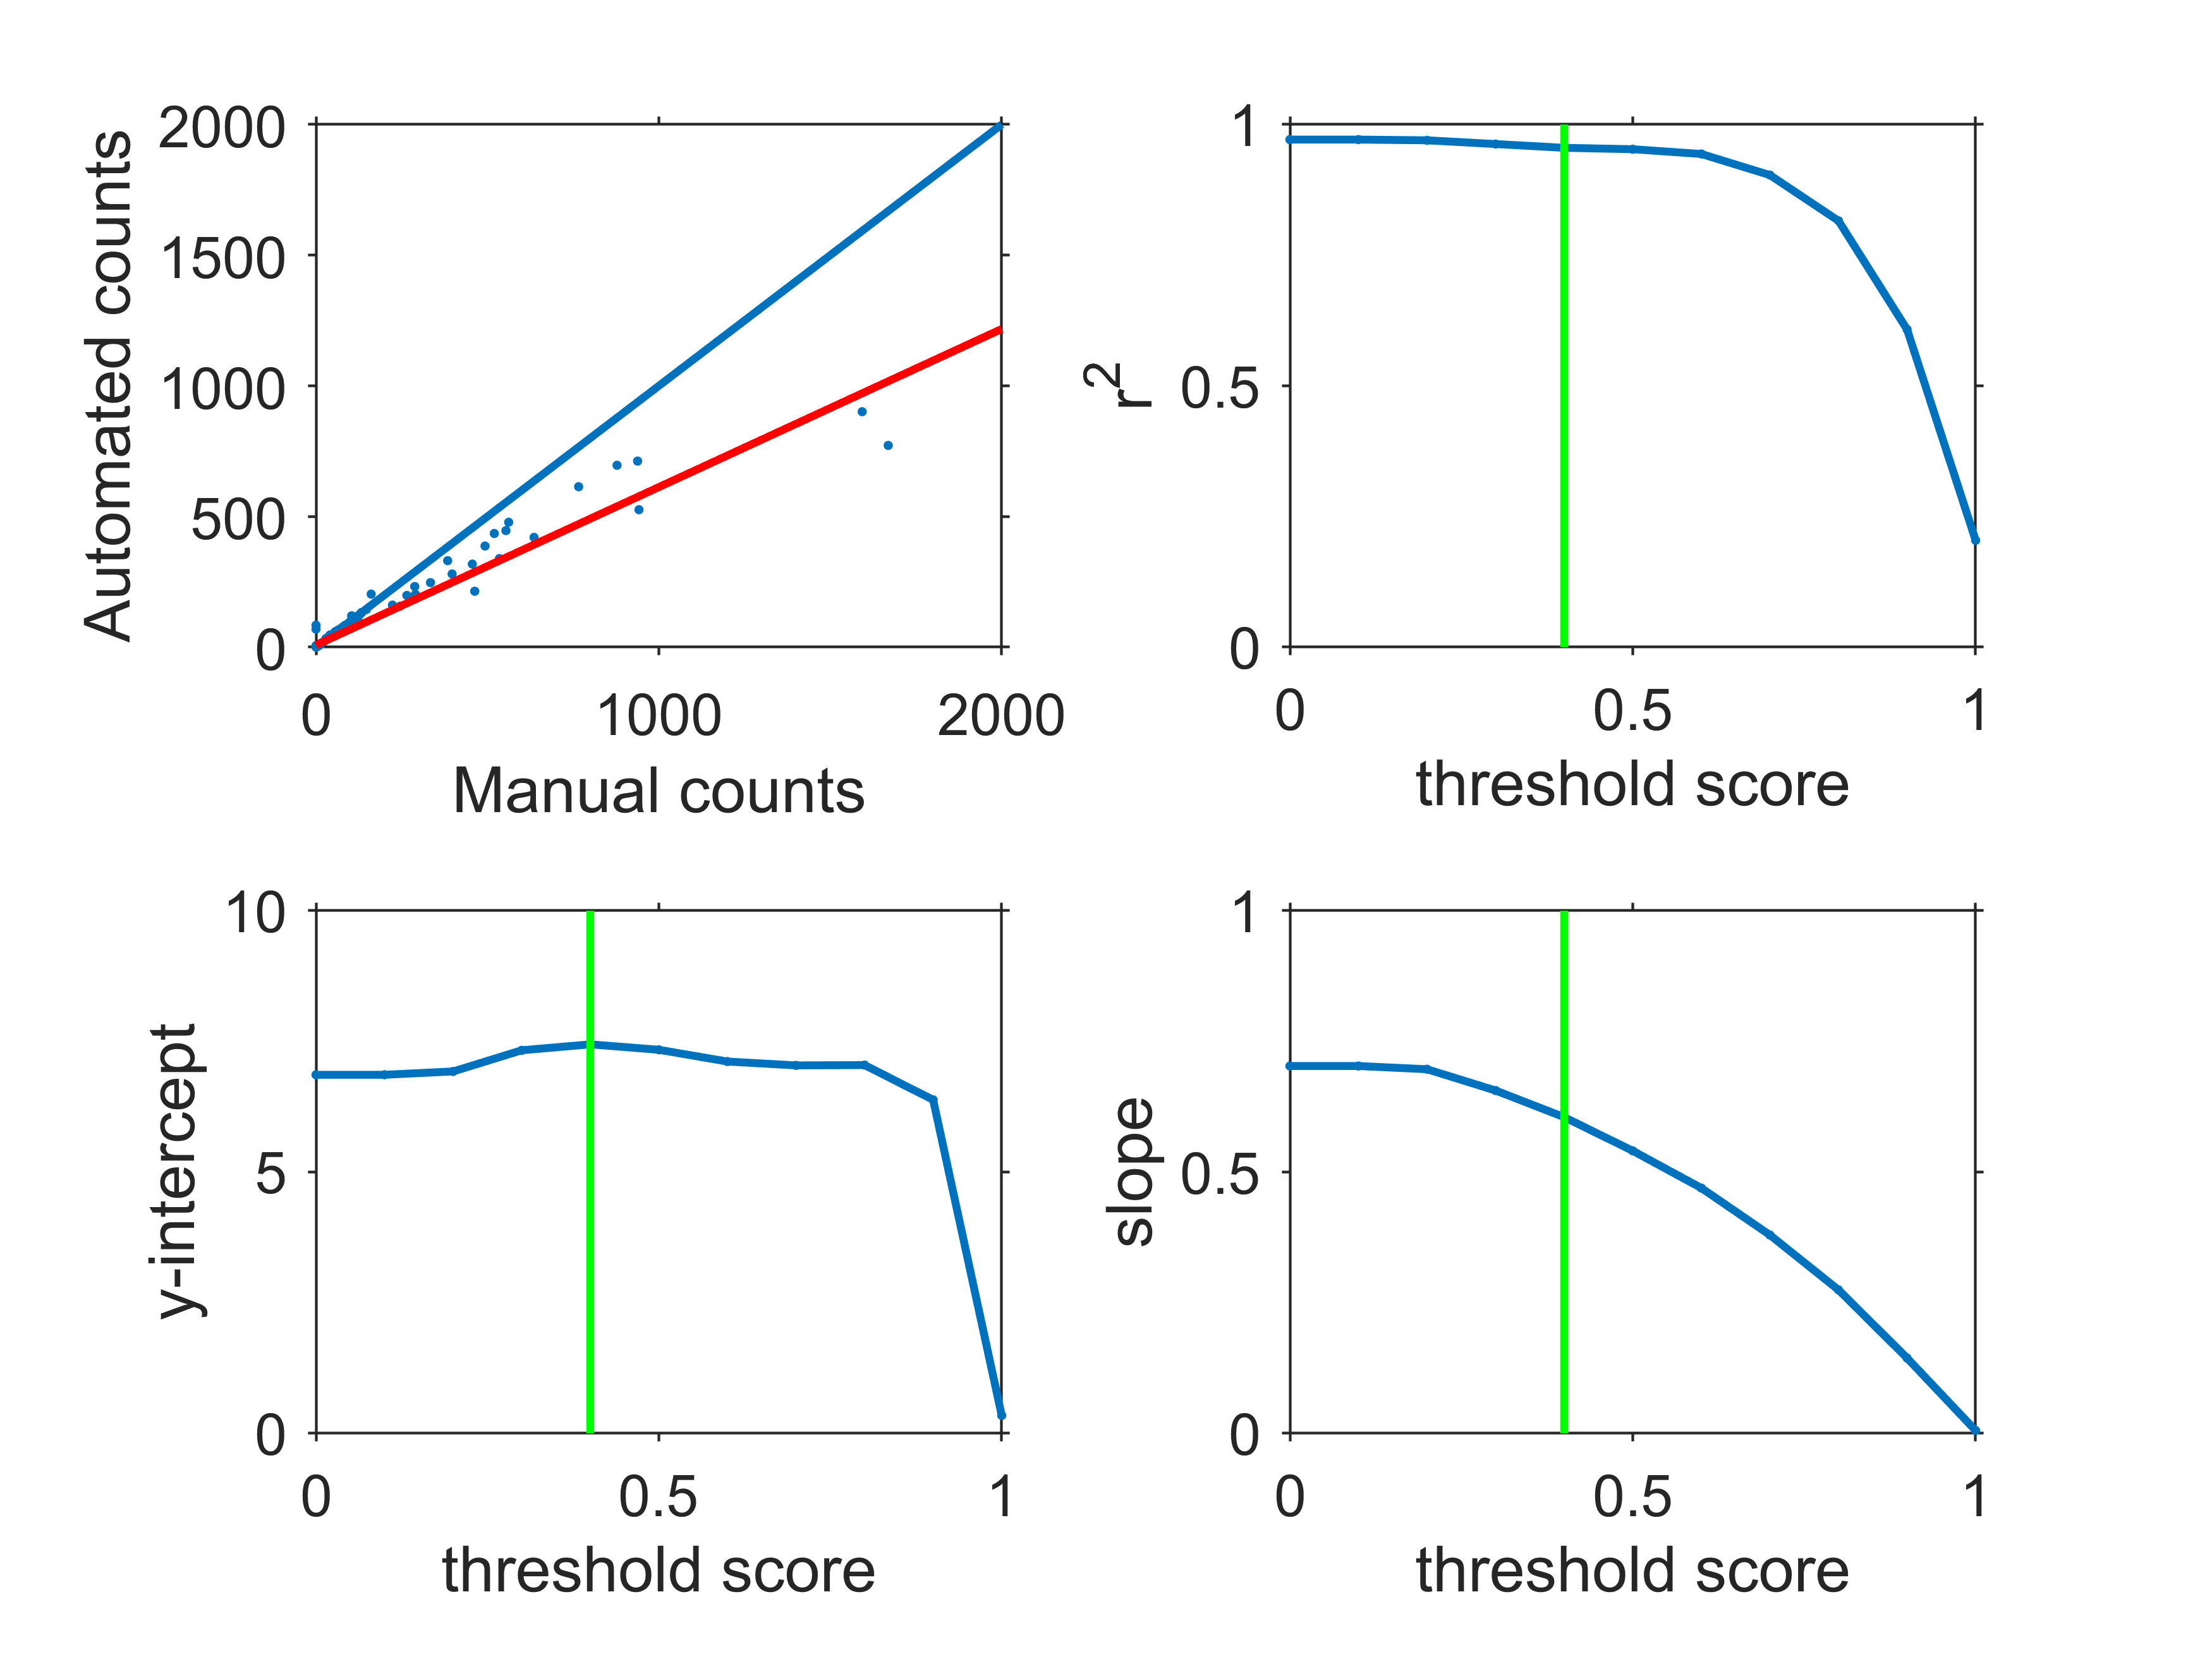 2000
1500
1000
500
0
Automated counts
0 1000 2000
Manual counts
1
0.5
0
r²
0 0.5 1
threshold score
10
5
0
y-intercept
0 0.5 1
threshold score
1
0.5
0
slope
0 0.5 1
threshold score